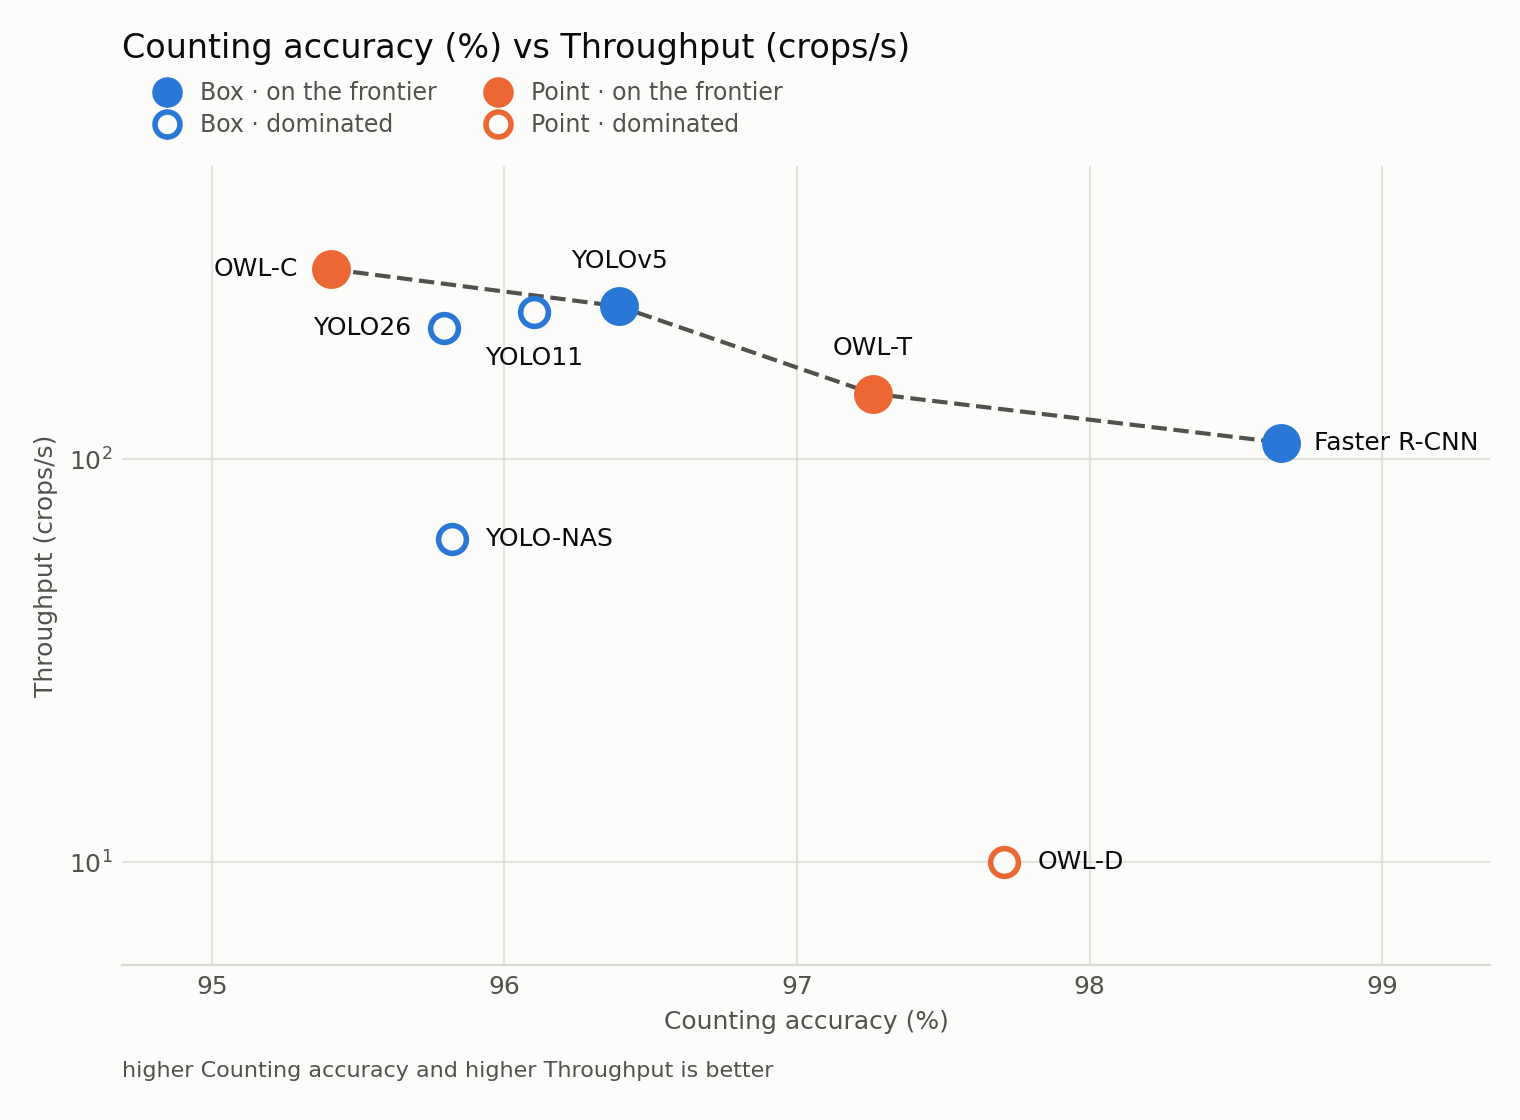 Counting accuracy (%) vs Throughput (crops/s)
Box · on the frontier
Point · on the frontier
Box · dominated
Point · dominated
YOLOv5
OWL-C
YOLO26
YOLO11
OWL-T
Faster R-CNN
YOLO-NAS
OWL-D
10²
10¹
Throughput (crops/s)
95 96 97 98 99
Counting accuracy (%)
higher Counting accuracy and higher Throughput is better